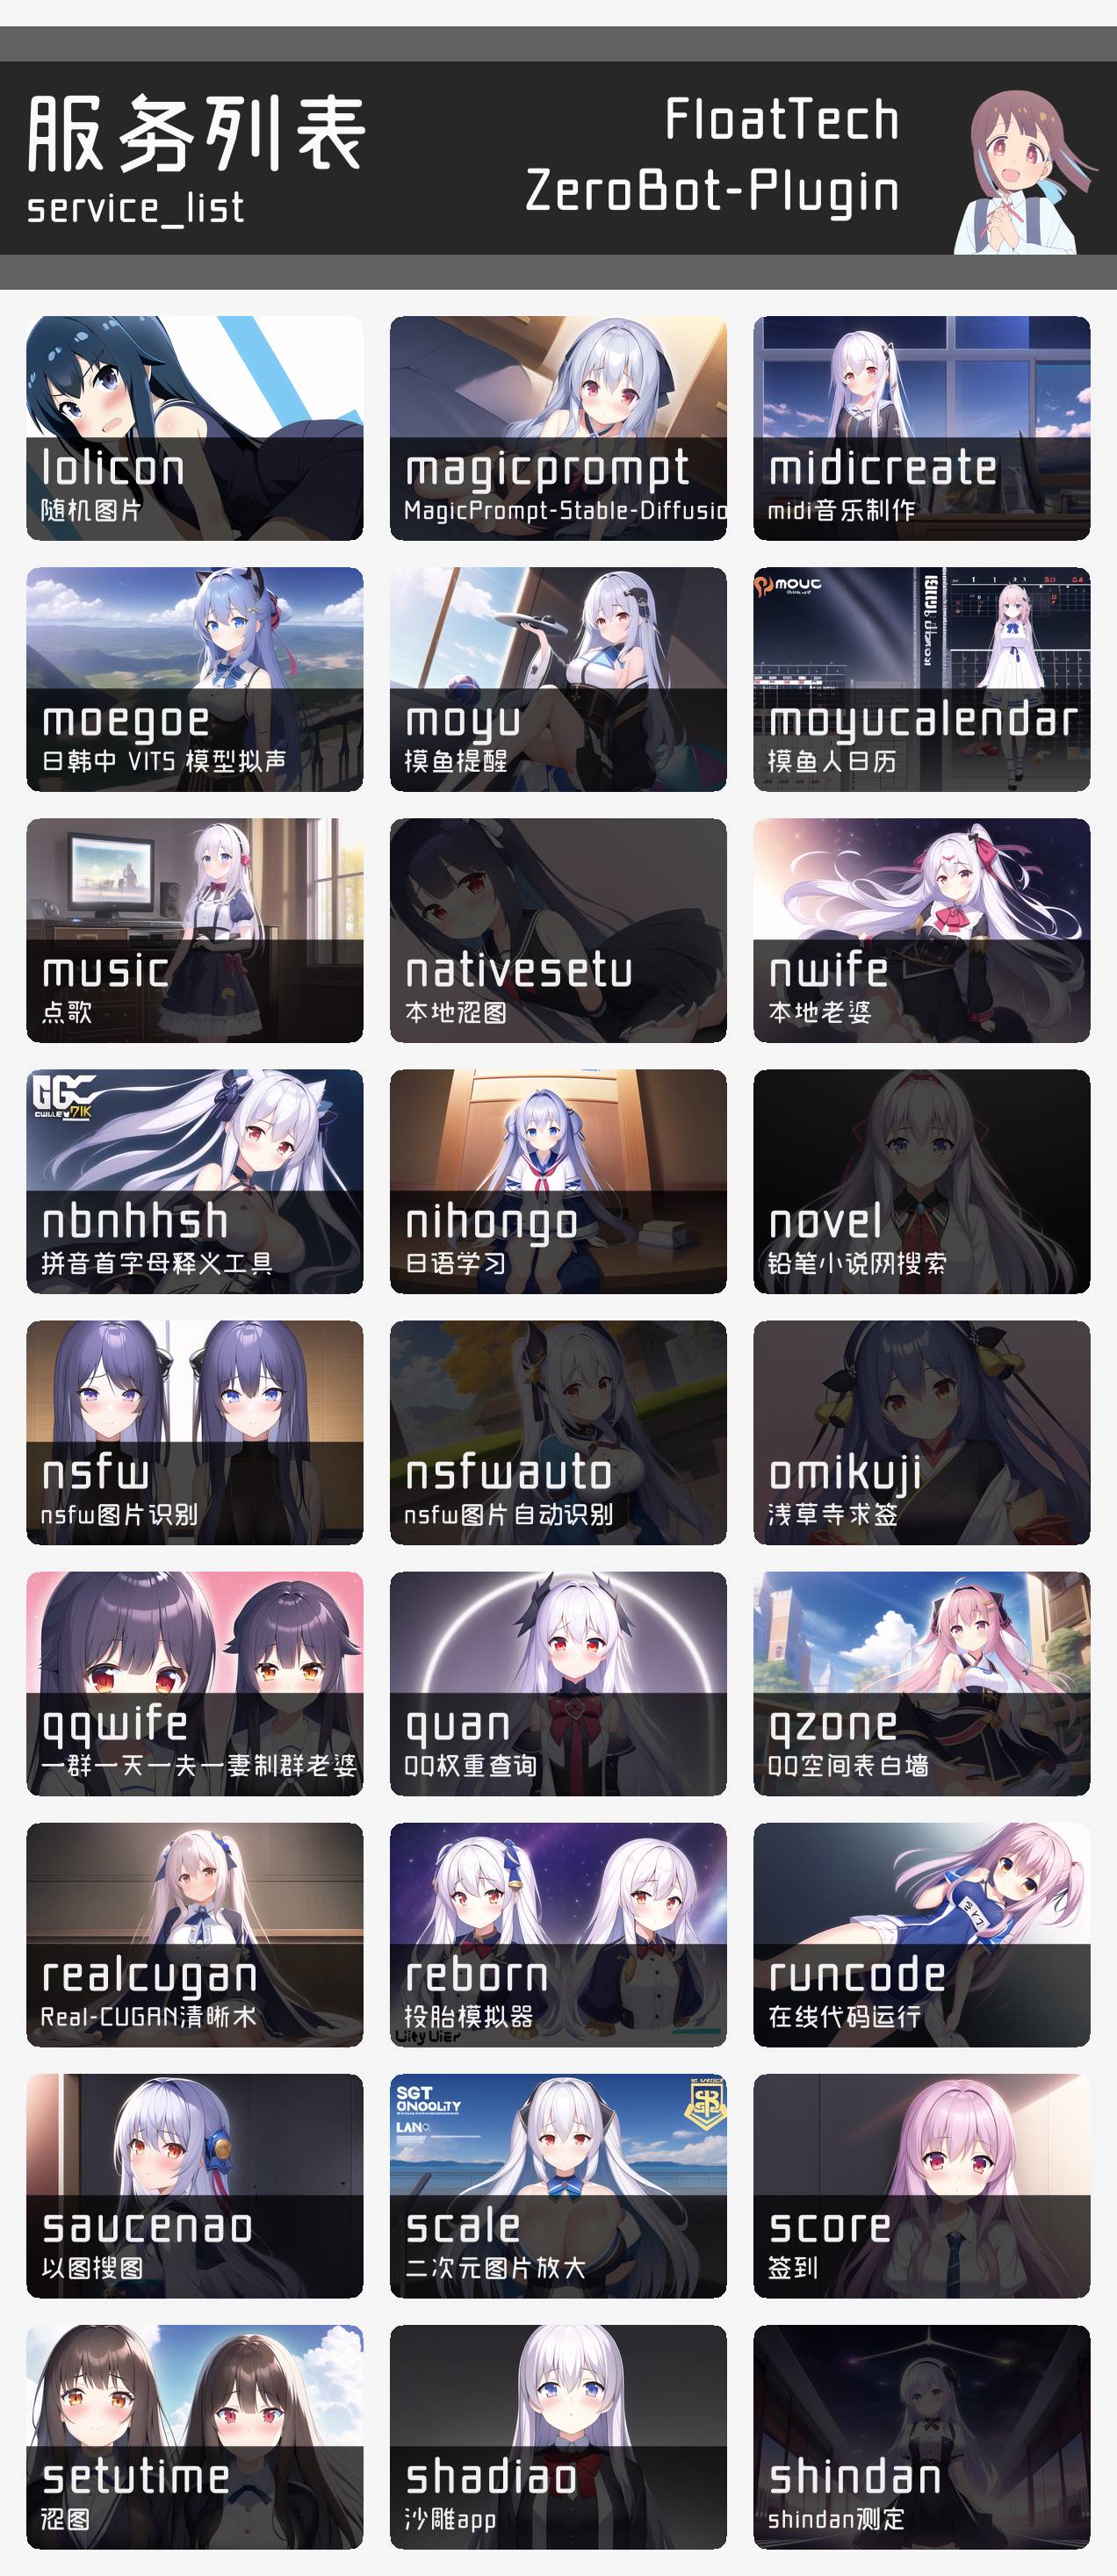 服务列表
service_list
FloatTech
ZeroBot-Plugin
lolicon
随机图片
magicprompt
MagicPrompt-Stable-Diffusio
midicreate
midi音乐制作
moegoe
日韩中 VITS 模型拟声
moyu
摸鱼提醒
moyucalendar
摸鱼人日历
music
点歌
nativesetu
本地涩图
nwife
本地老婆
nbnhhsh
拼音首字母释义工具
nihongo
日语学习
novel
铅笔小说网搜索
nsfw
nsfw图片识别
nsfwauto
nsfw图片自动识别
omikuji
浅草寺求签
qqwife
一群一天一夫一妻制群老婆
quan
QQ权重查询
qzone
QQ空间表白墙
realcugan
Real-CUGAN清晰术
reborn
投胎模拟器
runcode
在线代码运行
saucenao
以图搜图
SGT
LAN
scale
二次元图片放大
score
签到
setutime
涩图
shadiao
沙雕app
shindan
shindan测定